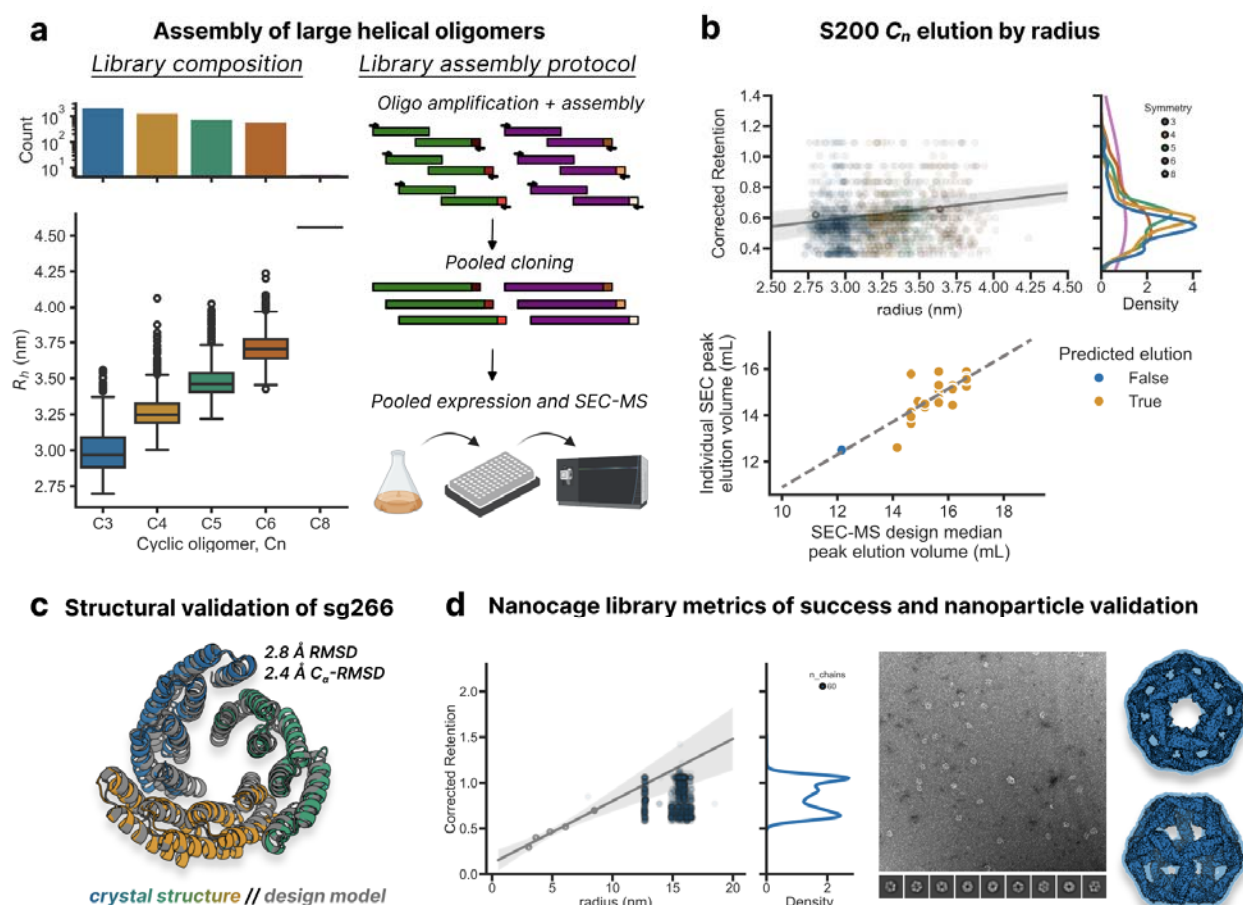 a
Assembly of large helical oligomers
Library composition
Library assembly protocol
Count
10³
10²
10¹
Rₕ (nm)
4.50
4.25
4.00
3.75
3.50
3.25
3.00
2.75
C3 C4 C5 C6 C8
Cyclic oligomer, Cn
Oligo amplification + assembly
Pooled cloning
Pooled expression and SEC-MS
b
S200 Cₙ elution by radius
Corrected Retention
1.4
1.2
1.0
0.8
0.6
0.4
2.50 2.75 3.00 3.25 3.50 3.75 4.00 4.25 4.50
radius (nm)
Symmetry
3
4
5
6
8
0 2 4
Density
Individual SEC peak
elution volume (mL)
16
14
12
10 12 14 16 18
SEC-MS design median
peak elution volume (mL)
Predicted elution
False
True
c
Structural validation of sg266
2.8 Å RMSD
2.4 Å Cα-RMSD
crystal structure // design model
d
Nanocage library metrics of success and nanoparticle validation
Corrected Retention
2.0
1.5
1.0
0.5
0.0
0 5 10 15 20
radius (nm)
n_chains
60
0 2
Density